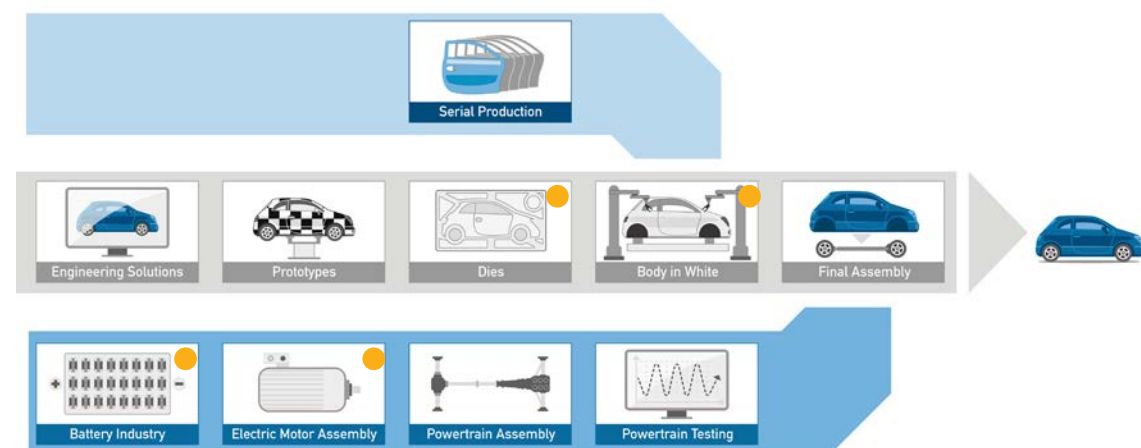 Serial Production
Engineering Solutions
Prototypes
Dies
Body in White
Final Assembly
Battery Industry
Electric Motor Assembly
Powertrain Assembly
Powertrain Testing